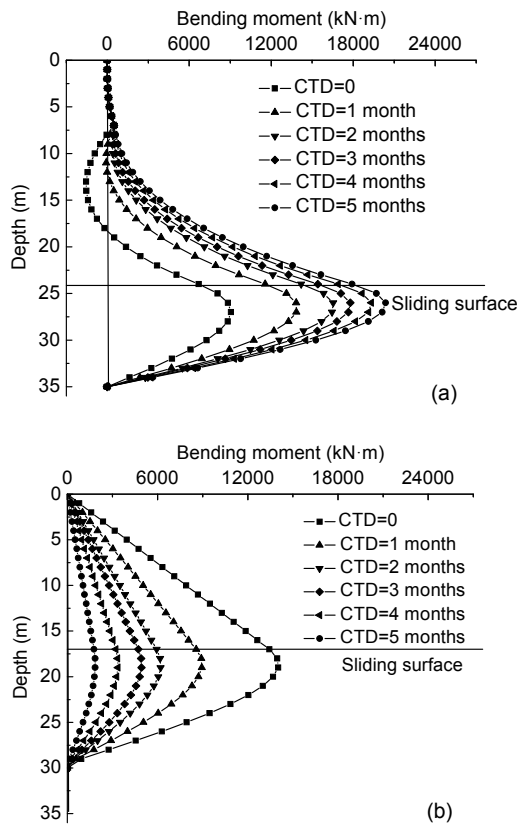 Bending moment (kN·m)
0 6000 12000 18000 24000
0
5
10
15
20
25
30
35
Depth (m)
CTD=0
CTD=1 month
CTD=2 months
CTD=3 months
CTD=4 months
CTD=5 months
Sliding surface
(a)
Bending moment (kN·m)
0 6000 12000 18000 24000
0
5
10
15
20
25
30
35
Depth (m)
CTD=0
CTD=1 month
CTD=2 months
CTD=3 months
CTD=4 months
CTD=5 months
Sliding surface
(b)